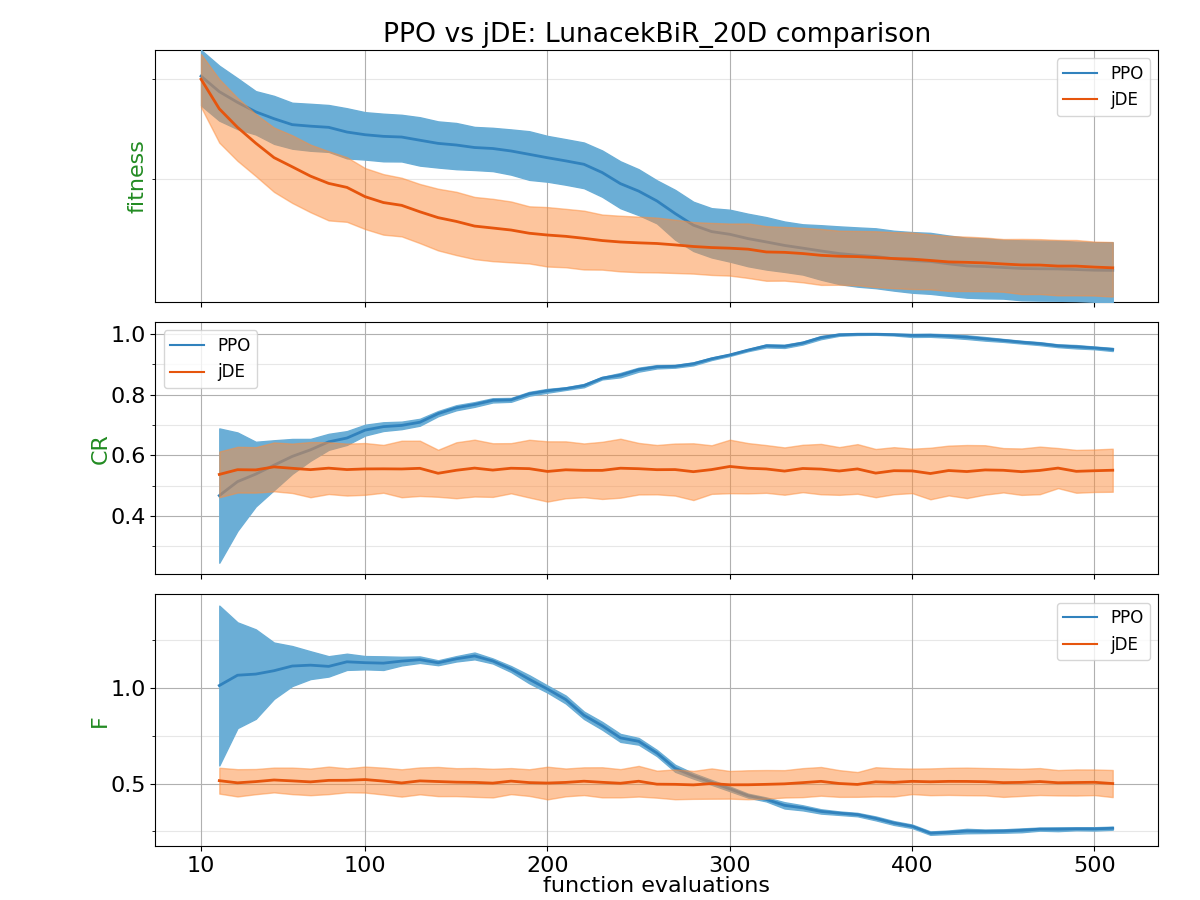 PPO vs jDE: LunacekBiR_20D comparison
PPO
jDE
fitness
PPO
jDE
1.0
0.8
0.6
0.4
CR
PPO
jDE
1.0
0.5
F
10
100
200
300
400
500
function evaluations